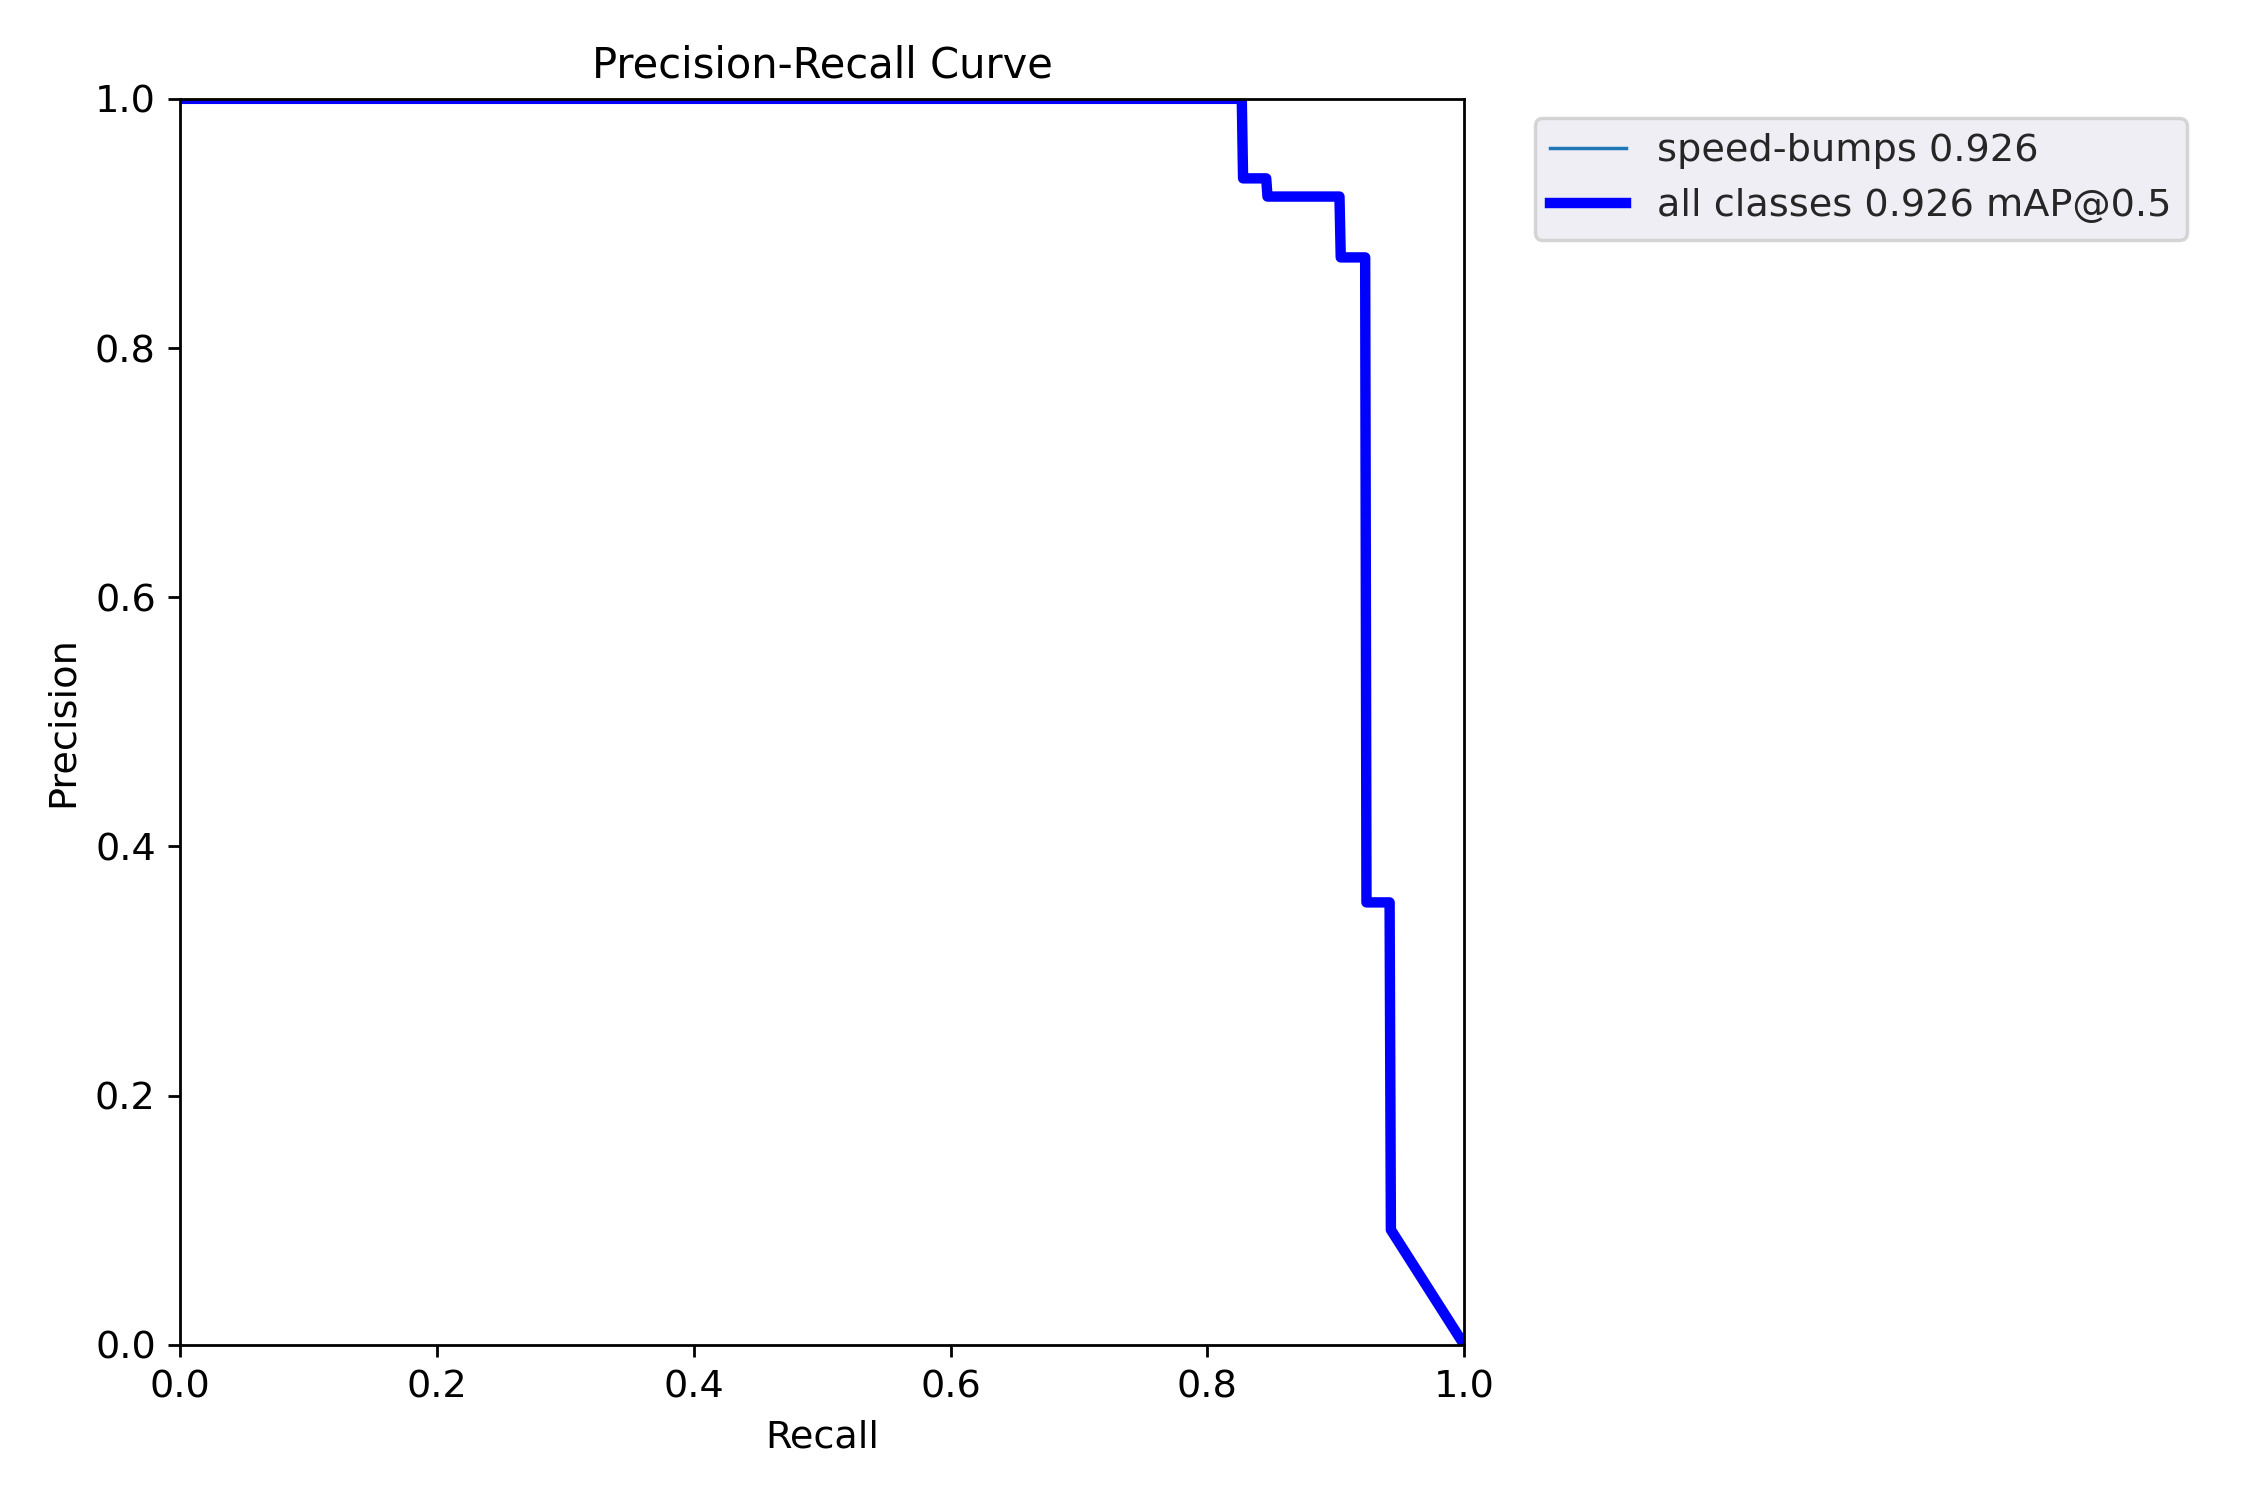 Precision-Recall Curve
1.0
0.8
0.6
0.4
0.2
0.0
Precision
0.0 0.2 0.4 0.6 0.8 1.0
Recall
speed-bumps 0.926
all classes 0.926 mAP@0.5